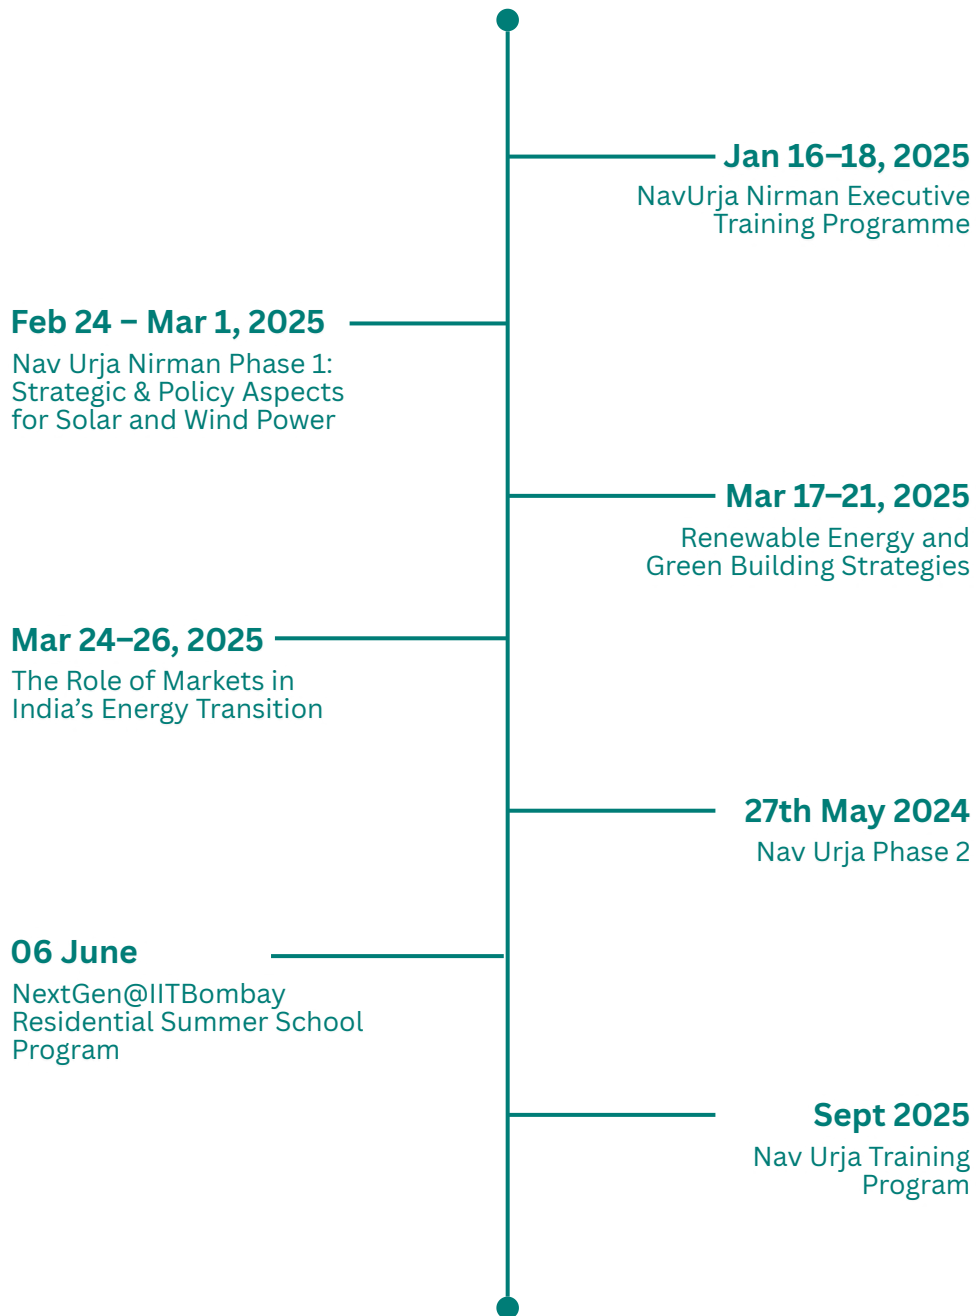 Jan 16–18, 2025
NavUrja Nirman Executive
Training Programme
Feb 24 – Mar 1, 2025
Nav Urja Nirman Phase 1:
Strategic & Policy Aspects
for Solar and Wind Power
Mar 17–21, 2025
Renewable Energy and
Green Building Strategies
Mar 24–26, 2025
The Role of Markets in
India’s Energy Transition
27th May 2024
Nav Urja Phase 2
06 June
NextGen@IITBombay
Residential Summer School
Program
Sept 2025
Nav Urja Training
Program